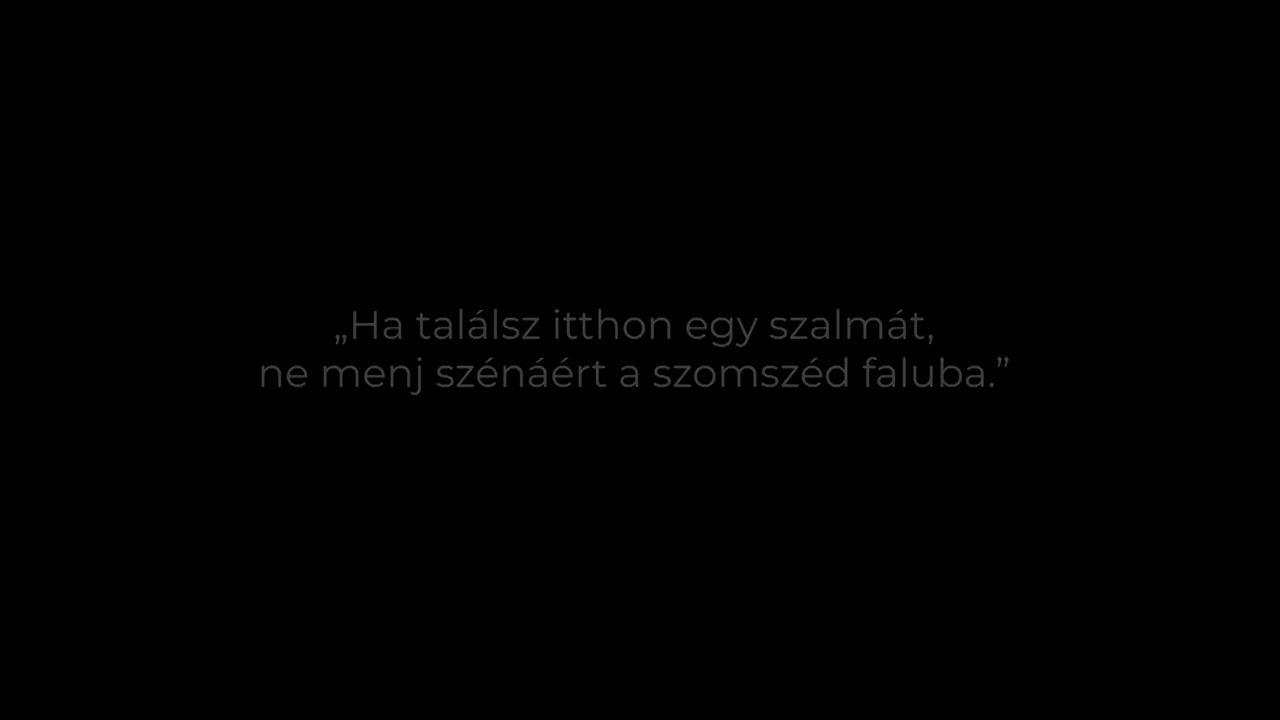 „Ha találsz itthon egy szalmát,
ne menj szénáért a szomszéd faluba.”